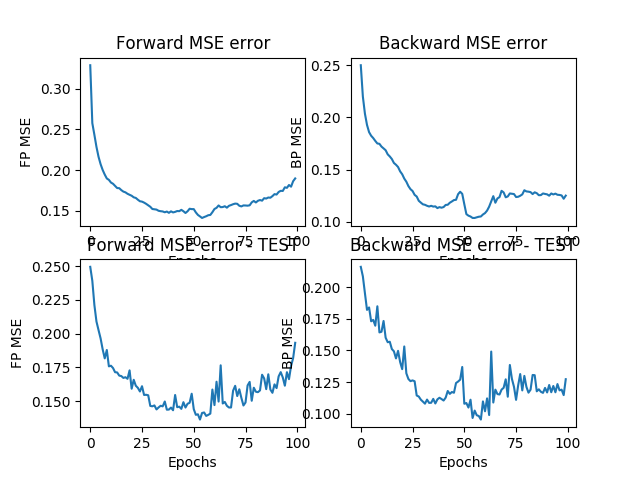 Forward MSE error
Backward MSE error
FP MSE
0.30
0.25
0.20
0.15
0 25 50 75 100
Epochs
BP MSE
0.25
0.20
0.15
0.10
0 25 50 75 100
Forward MSE error - TEST
Backward MSE error - TEST
FP MSE
0.250
0.225
0.200
0.175
0.150
0 25 50 75 100
Epochs
BP MSE
0.200
0.175
0.150
0.125
0.100
0 25 50 75 100
Epochs